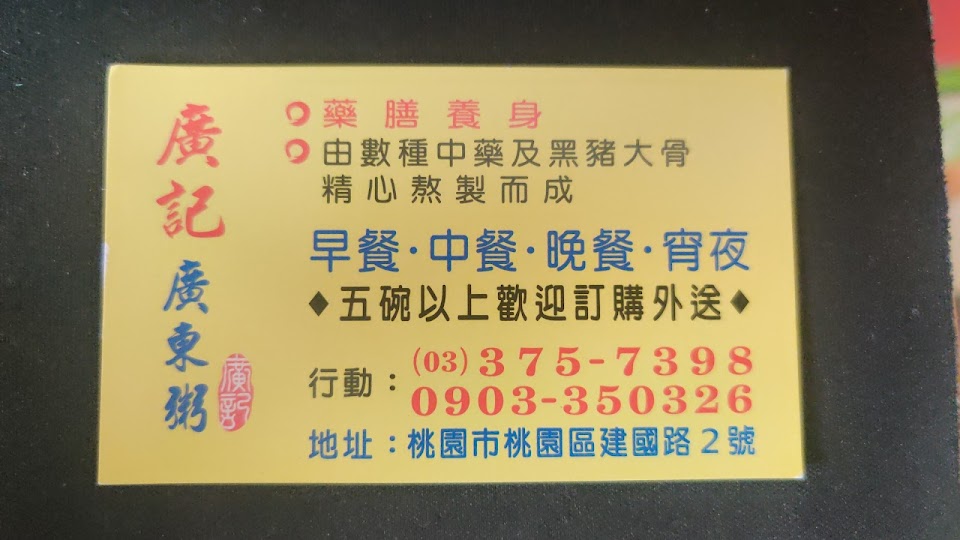 廣記
廣東粥
廣記
藥膳養身
由數種中藥及黑豬大骨
精心熬製而成
早餐·中餐·晚餐·宵夜
◆五碗以上歡迎訂購外送◆
行動：(03)375-7398
0903-350326
地址：桃園市桃園區建國路2號